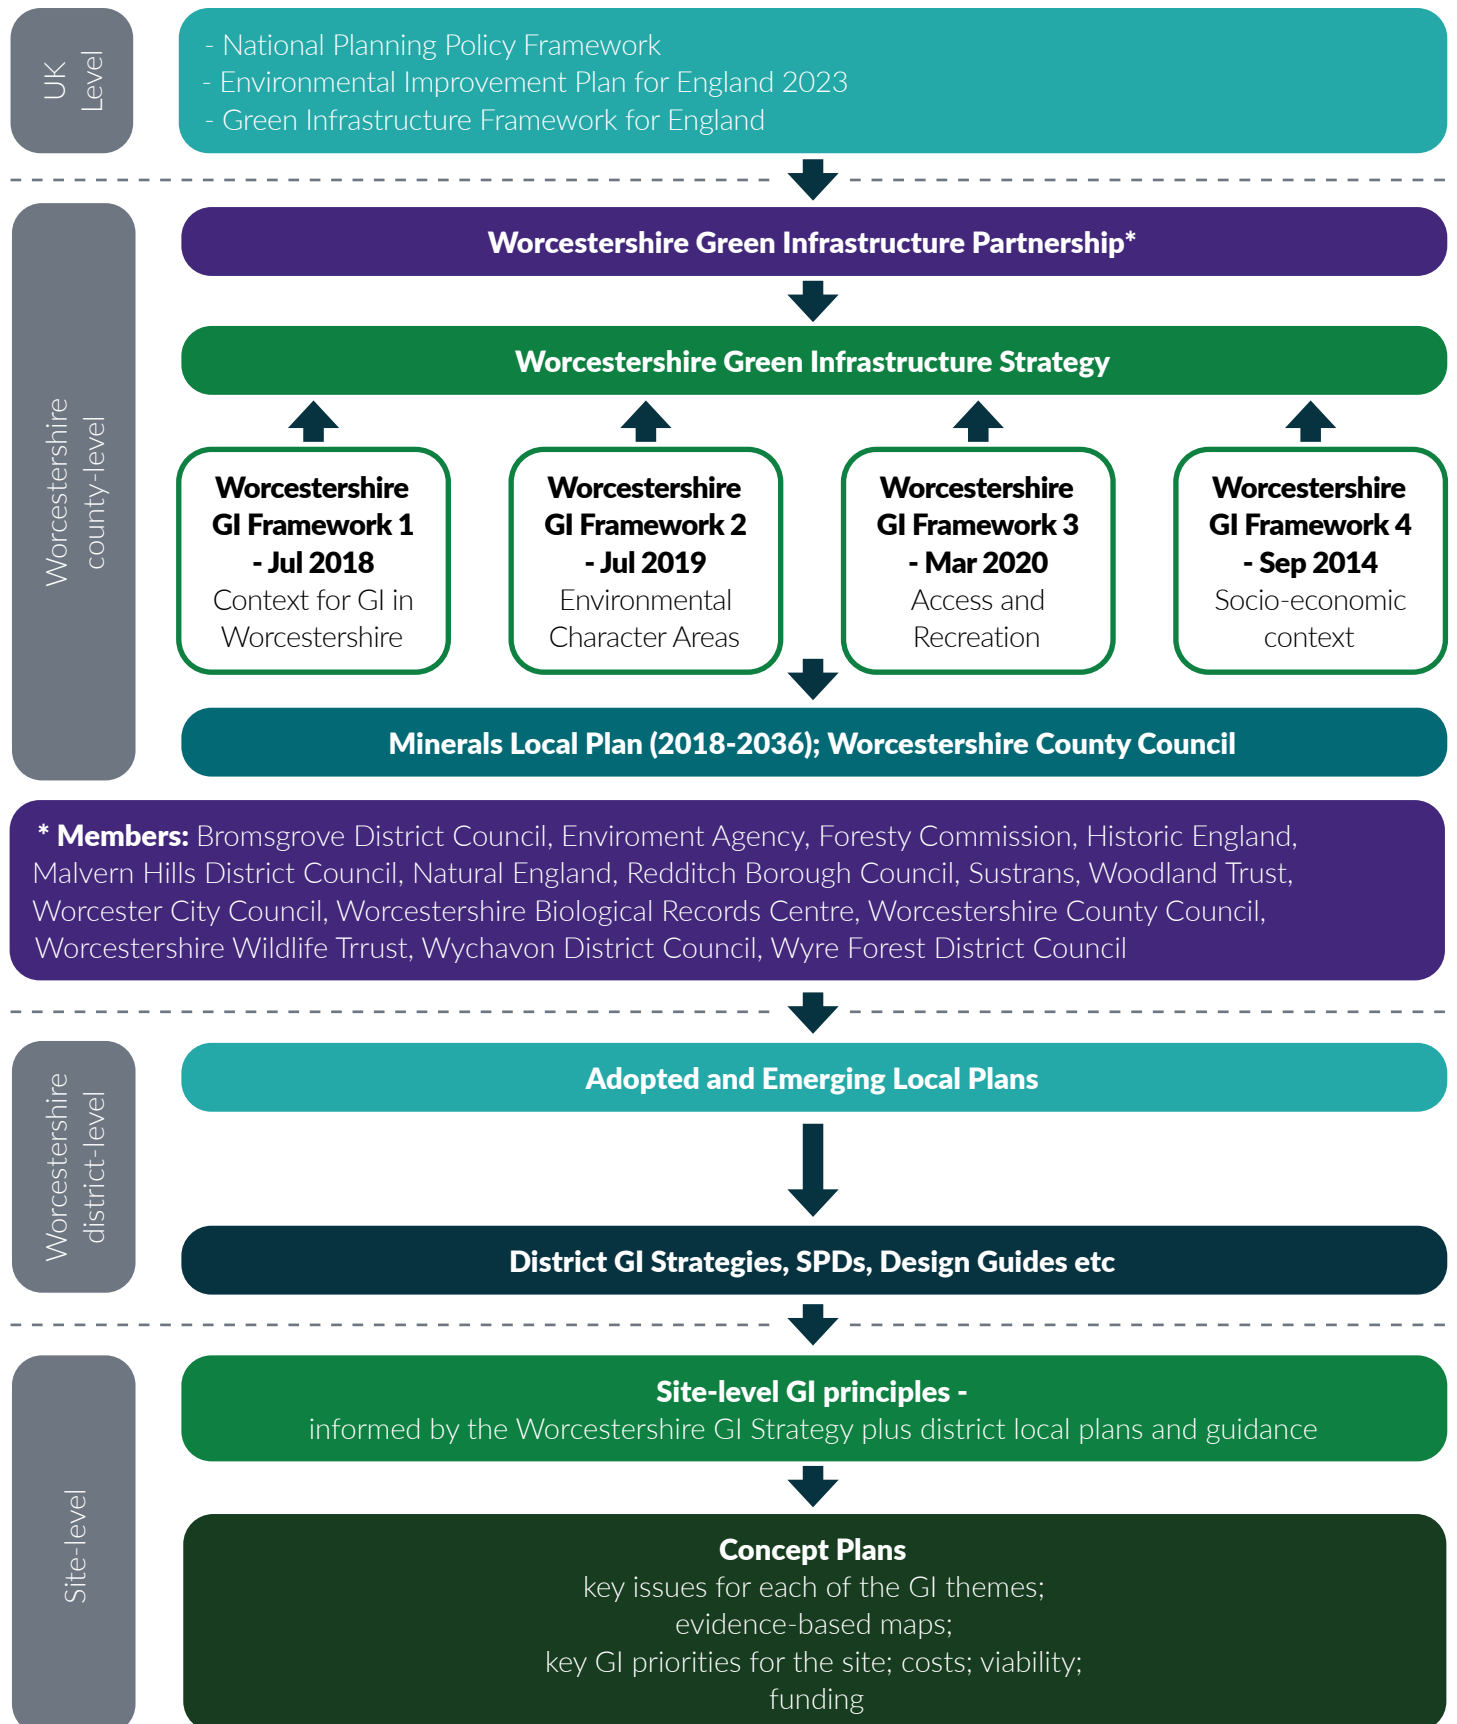 UK
Level
- National Planning Policy Framework
- Environmental Improvement Plan for England 2023
- Green Infrastructure Framework for England
Worcestershire
county-level
Worcestershire Green Infrastructure Partnership*
Worcestershire Green Infrastructure Strategy
Worcestershire
GI Framework 1
- Jul 2018
Context for GI in
Worcestershire
Worcestershire
GI Framework 2
- Jul 2019
Environmental
Character Areas
Worcestershire
GI Framework 3
- Mar 2020
Access and
Recreation
Worcestershire
GI Framework 4
- Sep 2014
Socio-economic
context
Minerals Local Plan (2018-2036); Worcestershire County Council
* Members: Bromsgrove District Council, Enviroment Agency, Foresty Commission, Historic England,
Malvern Hills District Council, Natural England, Redditch Borough Council, Sustrans, Woodland Trust,
Worcester City Council, Worcestershire Biological Records Centre, Worcestershire County Council,
Worcestershire Wildlife Trrust, Wychavon District Council, Wyre Forest District Council
Worcestershire
district-level
Adopted and Emerging Local Plans
District GI Strategies, SPDs, Design Guides etc
Site-level
Site-level GI principles -
informed by the Worcestershire GI Strategy plus district local plans and guidance
Concept Plans
key issues for each of the GI themes;
evidence-based maps;
key GI priorities for the site; costs; viability;
funding